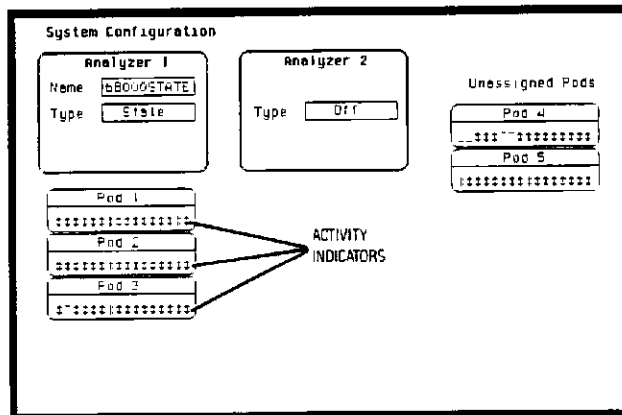 System Configuration
Analyzer 1
Name 68000STATE
Type State
Analyzer 2
Type Off
Unassigned Pods
Pod 4
Pod 5
Pod 1
Pod 2
Pod 3
ACTIVITY
INDICATORS